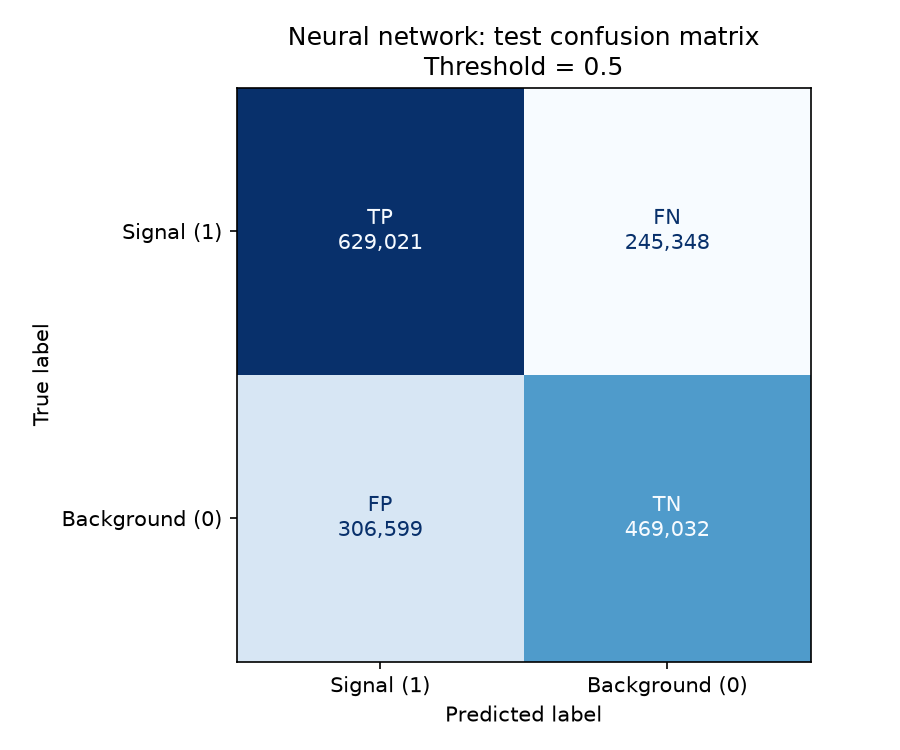 Neural network: test confusion matrix
Threshold = 0.5
True label
Signal (1)
TP
629,021
FN
245,348
Background (0)
FP
306,599
TN
469,032
Signal (1)
Background (0)
Predicted label